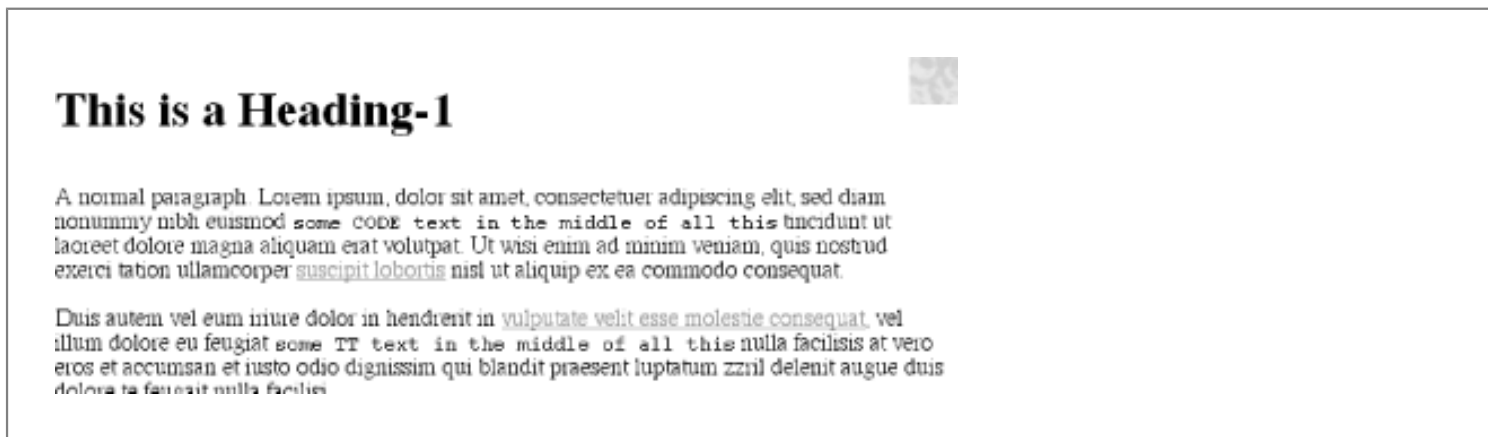 This is a Heading-1
A normal paragraph. Lorem ipsum, dolor sit amet, consectetuer adipiscing elit, sed diam
nonummy nibh euismod some CODE text in the middle of all this tincidunt ut
laoreet dolore magna aliquam erat volutpat. Ut wisi enim ad minim veniam, quis nostrud
exerci tation ullamcorper suscipit lobortis nisl ut aliquip ex ea commodo consequat.
Duis autem vel eum iriure dolor in hendrerit in vulputate velit esse molestie consequat, vel
illum dolore eu feugiat some TT text in the middle of all this nulla facilisis at vero
eros et accumsan et iusto odio dignissim qui blandit praesent luptatum zzril delenit augue duis
dolore te feugait nulla facilisi